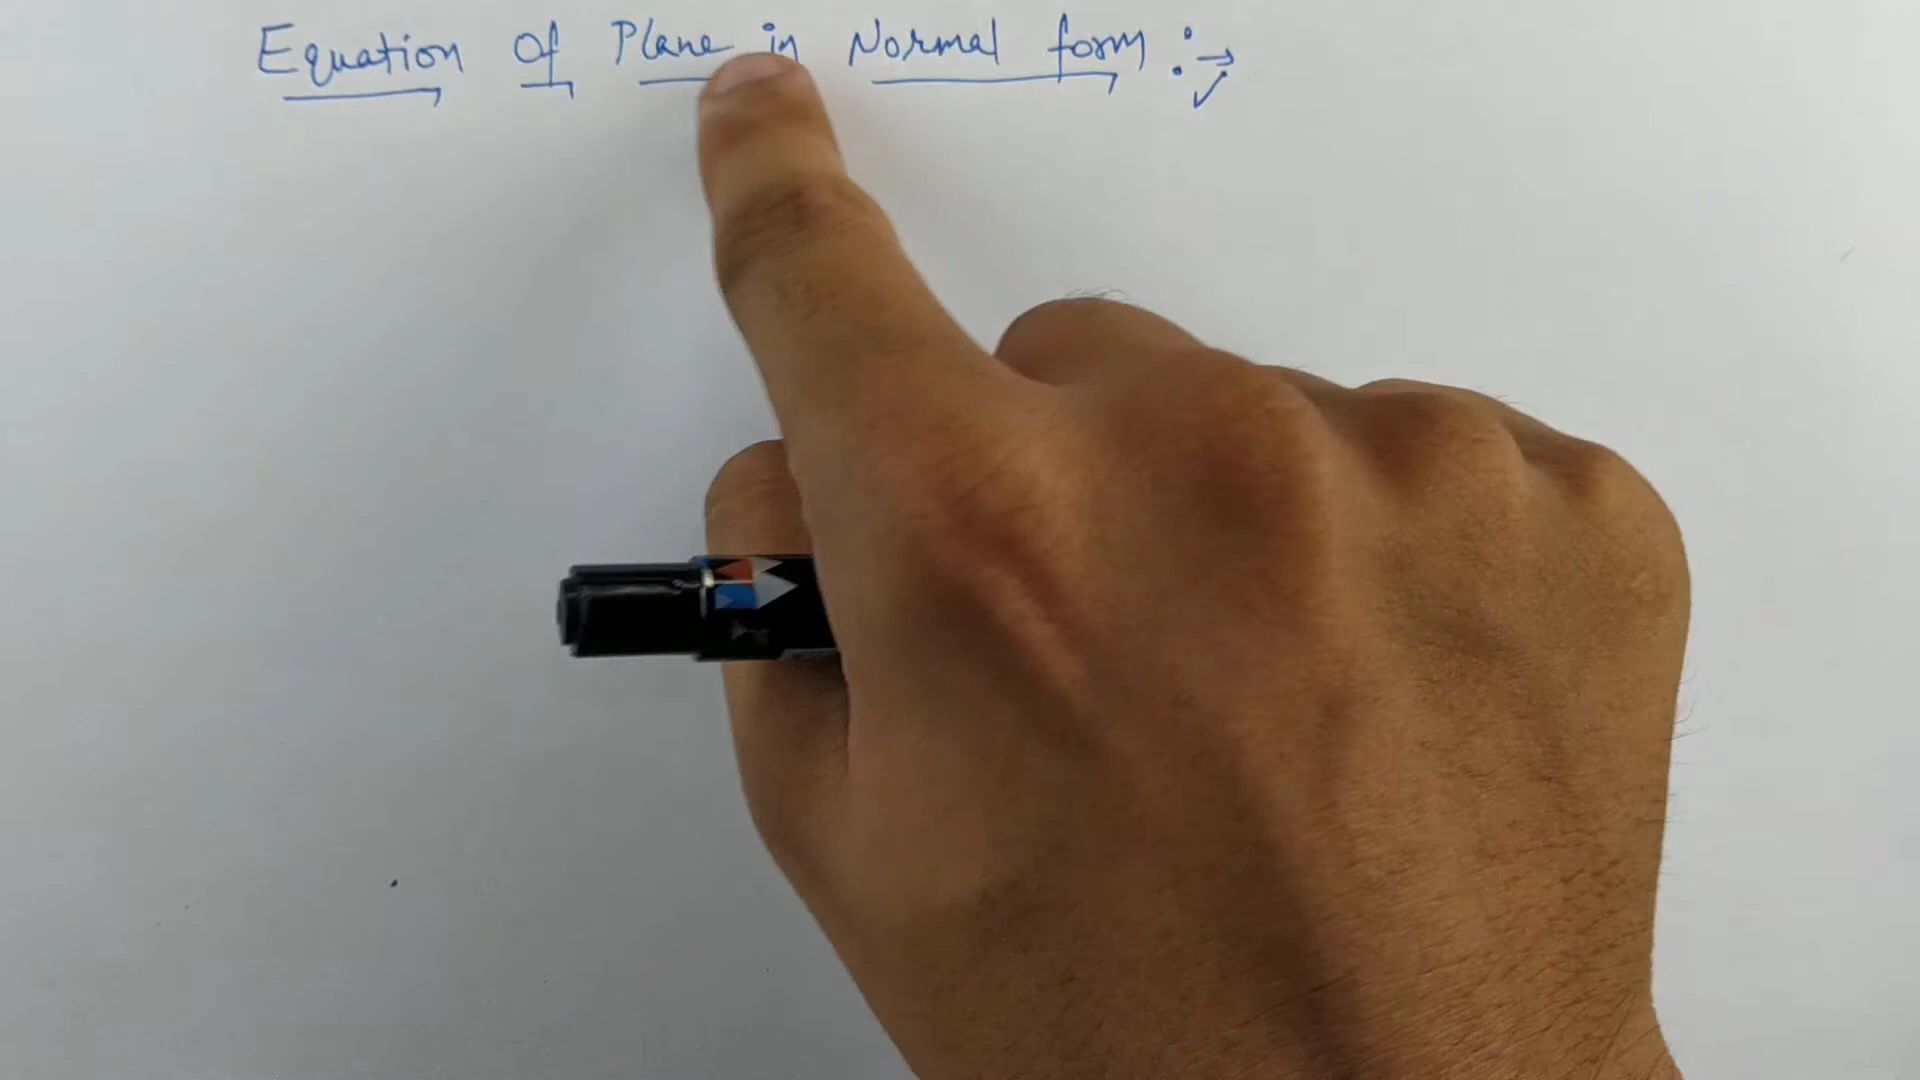 Equation Of Plane in Normal form :→